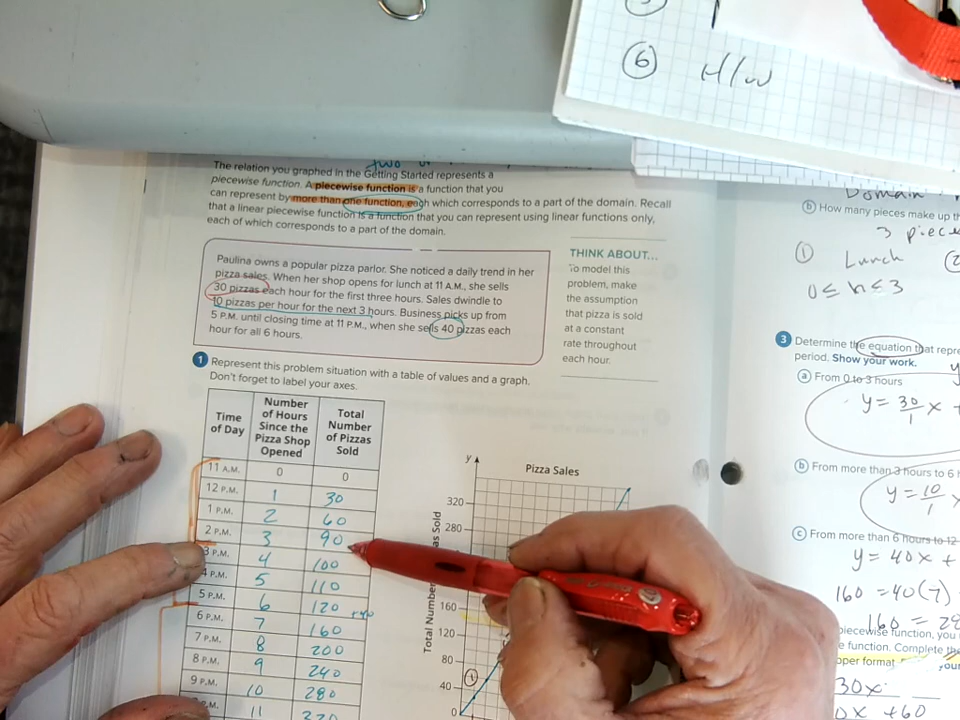 6 H/W
two
The relation you graphed in the Getting Started represents a
piecewise function. A piecewise function is a function that you
can represent by more than one function, each which corresponds to a part of the domain. Recall
that a linear piecewise function is a function that you can represent using linear functions only,
each of which corresponds to a part of the domain.
Paulina owns a popular pizza parlor. She noticed a daily trend in her
pizza sales. When her shop opens for lunch at 11 A.M., she sells
30 pizzas each hour for the first three hours. Sales dwindle to
10 pizzas per hour for the next 3 hours. Business picks up from
5 P.M. until closing time at 11 P.M., when she sells 40 pizzas each
hour for all 6 hours.
THINK ABOUT...
To model this
problem, make
the assumption
that pizza is sold
at a constant
rate throughout
each hour.
1 Represent this problem situation with a table of values and a graph.
Don't forget to label your axes.
Time of Day Number of Hours Since the Pizza Shop Opened Total Number of Pizzas Sold
11 A.M. 0 0
12 P.M. 1 30
1 P.M. 2 60
2 P.M. 3 90
3 P.M. 4 100
4 P.M. 5 110
5 P.M. 6 120 +40
6 P.M. 7 160
7 P.M. 8 200
8 P.M. 9 240
9 P.M. 10 280
P.M. 11 320
y
Pizza Sales
320
280
160
120
80
40
0
Total Number
as Sold
1
Domain
b How many pieces make up th
3 piece
1 Lunch
0 ≤ h ≤ 3
3 Determine the equation that repre
period. Show your work.
a From 0 to 3 hours
y = 30/1 x +
b From more than 3 hours to 6 h
y = 10/1 x
c From more than 6 hours to 12
y = 40x +
160 = 40(7)
160 = 28
piecewise function, you
e function. Complete the
oper format
30x
0x +60